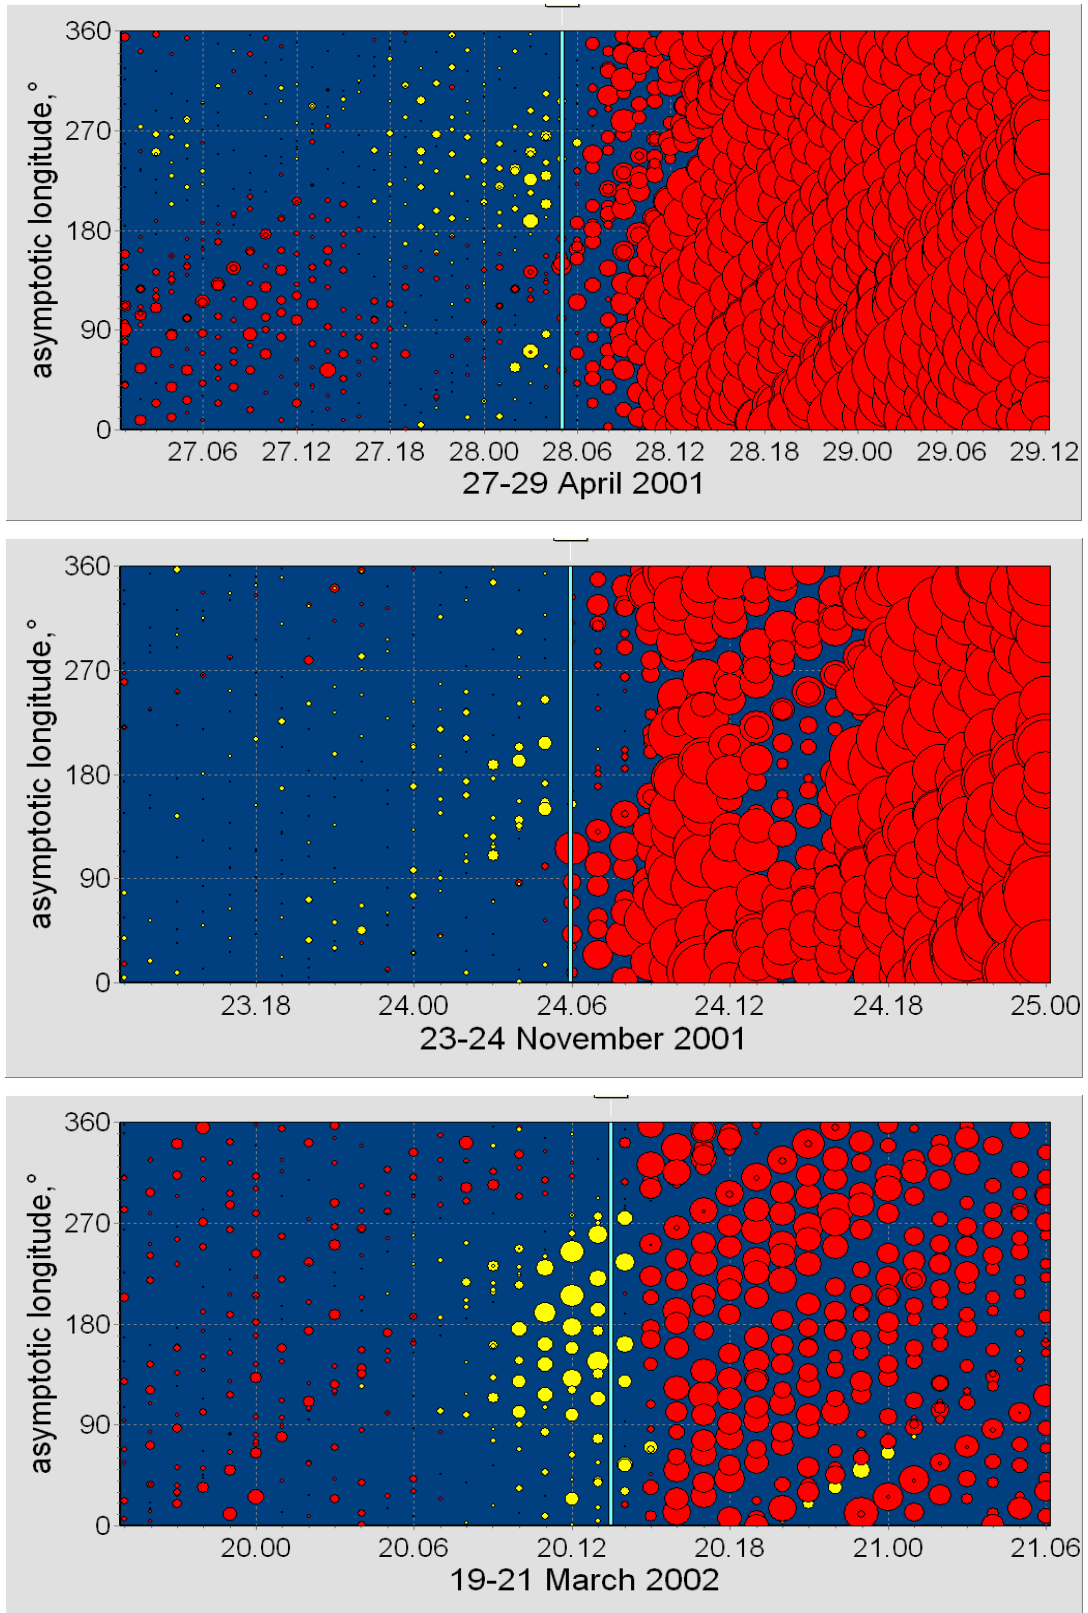 360
270
180
90
0
asymptotic longitude,°
27.06 27.12 27.18 28.00 28.06 28.12 28.18 29.00 29.06 29.12
27-29 April 2001
360
270
180
90
0
asymptotic longitude,°
23.18 24.00 24.06 24.12 24.18 25.00
23-24 November 2001
360
270
180
90
0
asymptotic longitude,°
20.00 20.06 20.12 20.18 21.00 21.06
19-21 March 2002